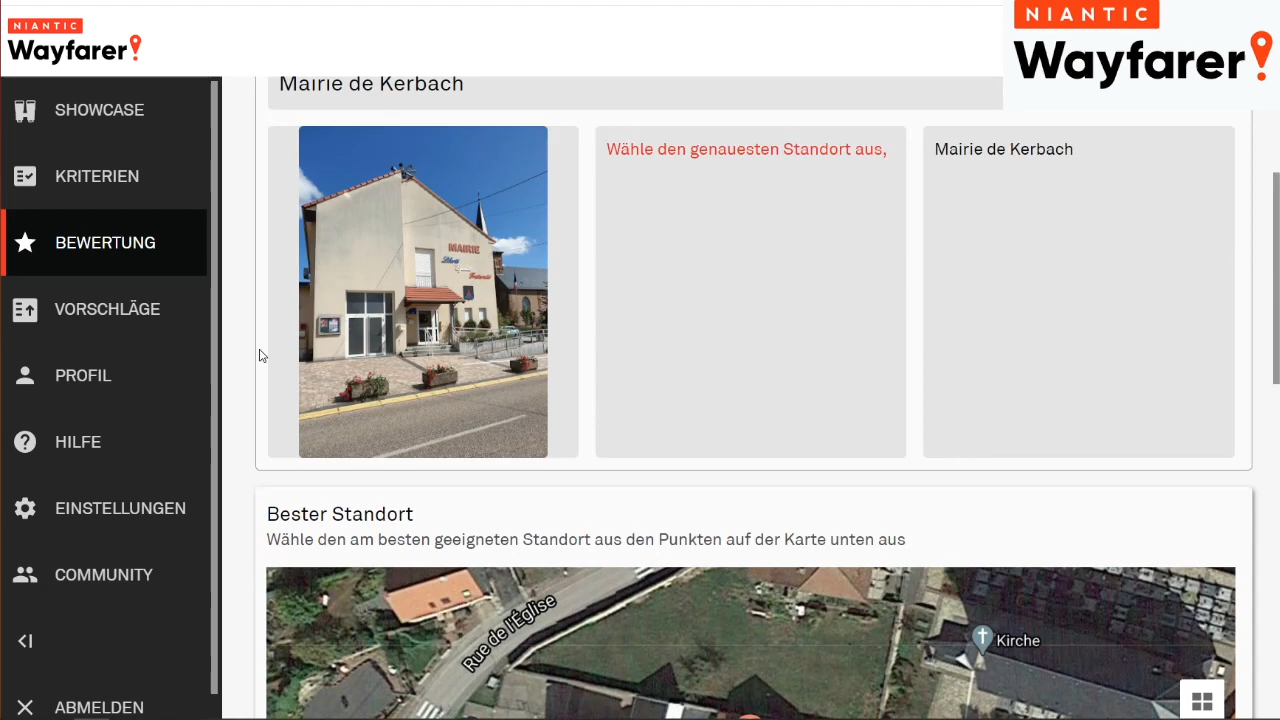 NIANTIC
Wayfarer
NIANTIC
Wayfarer
SHOWCASE
KRITERIEN
BEWERTUNG
VORSCHLÄGE
PROFIL
HILFE
EINSTELLUNGEN
COMMUNITY
ABMELDEN
Mairie de Kerbach
MAIRIE
Wähle den genauesten Standort aus,
Mairie de Kerbach
Bester Standort
Wähle den am besten geeigneten Standort aus den Punkten auf der Karte unten aus
Rue de l'Église
Kirche